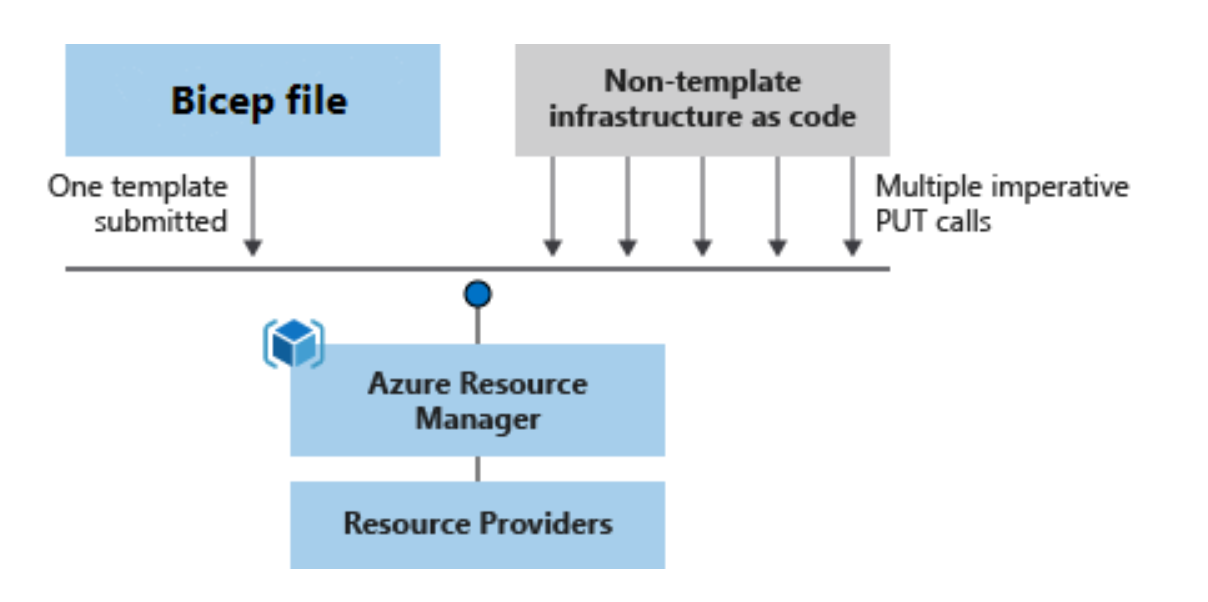 Bicep file
Non-template
infrastructure as code
One template
submitted
Multiple imperative
PUT calls
Azure Resource
Manager
Resource Providers